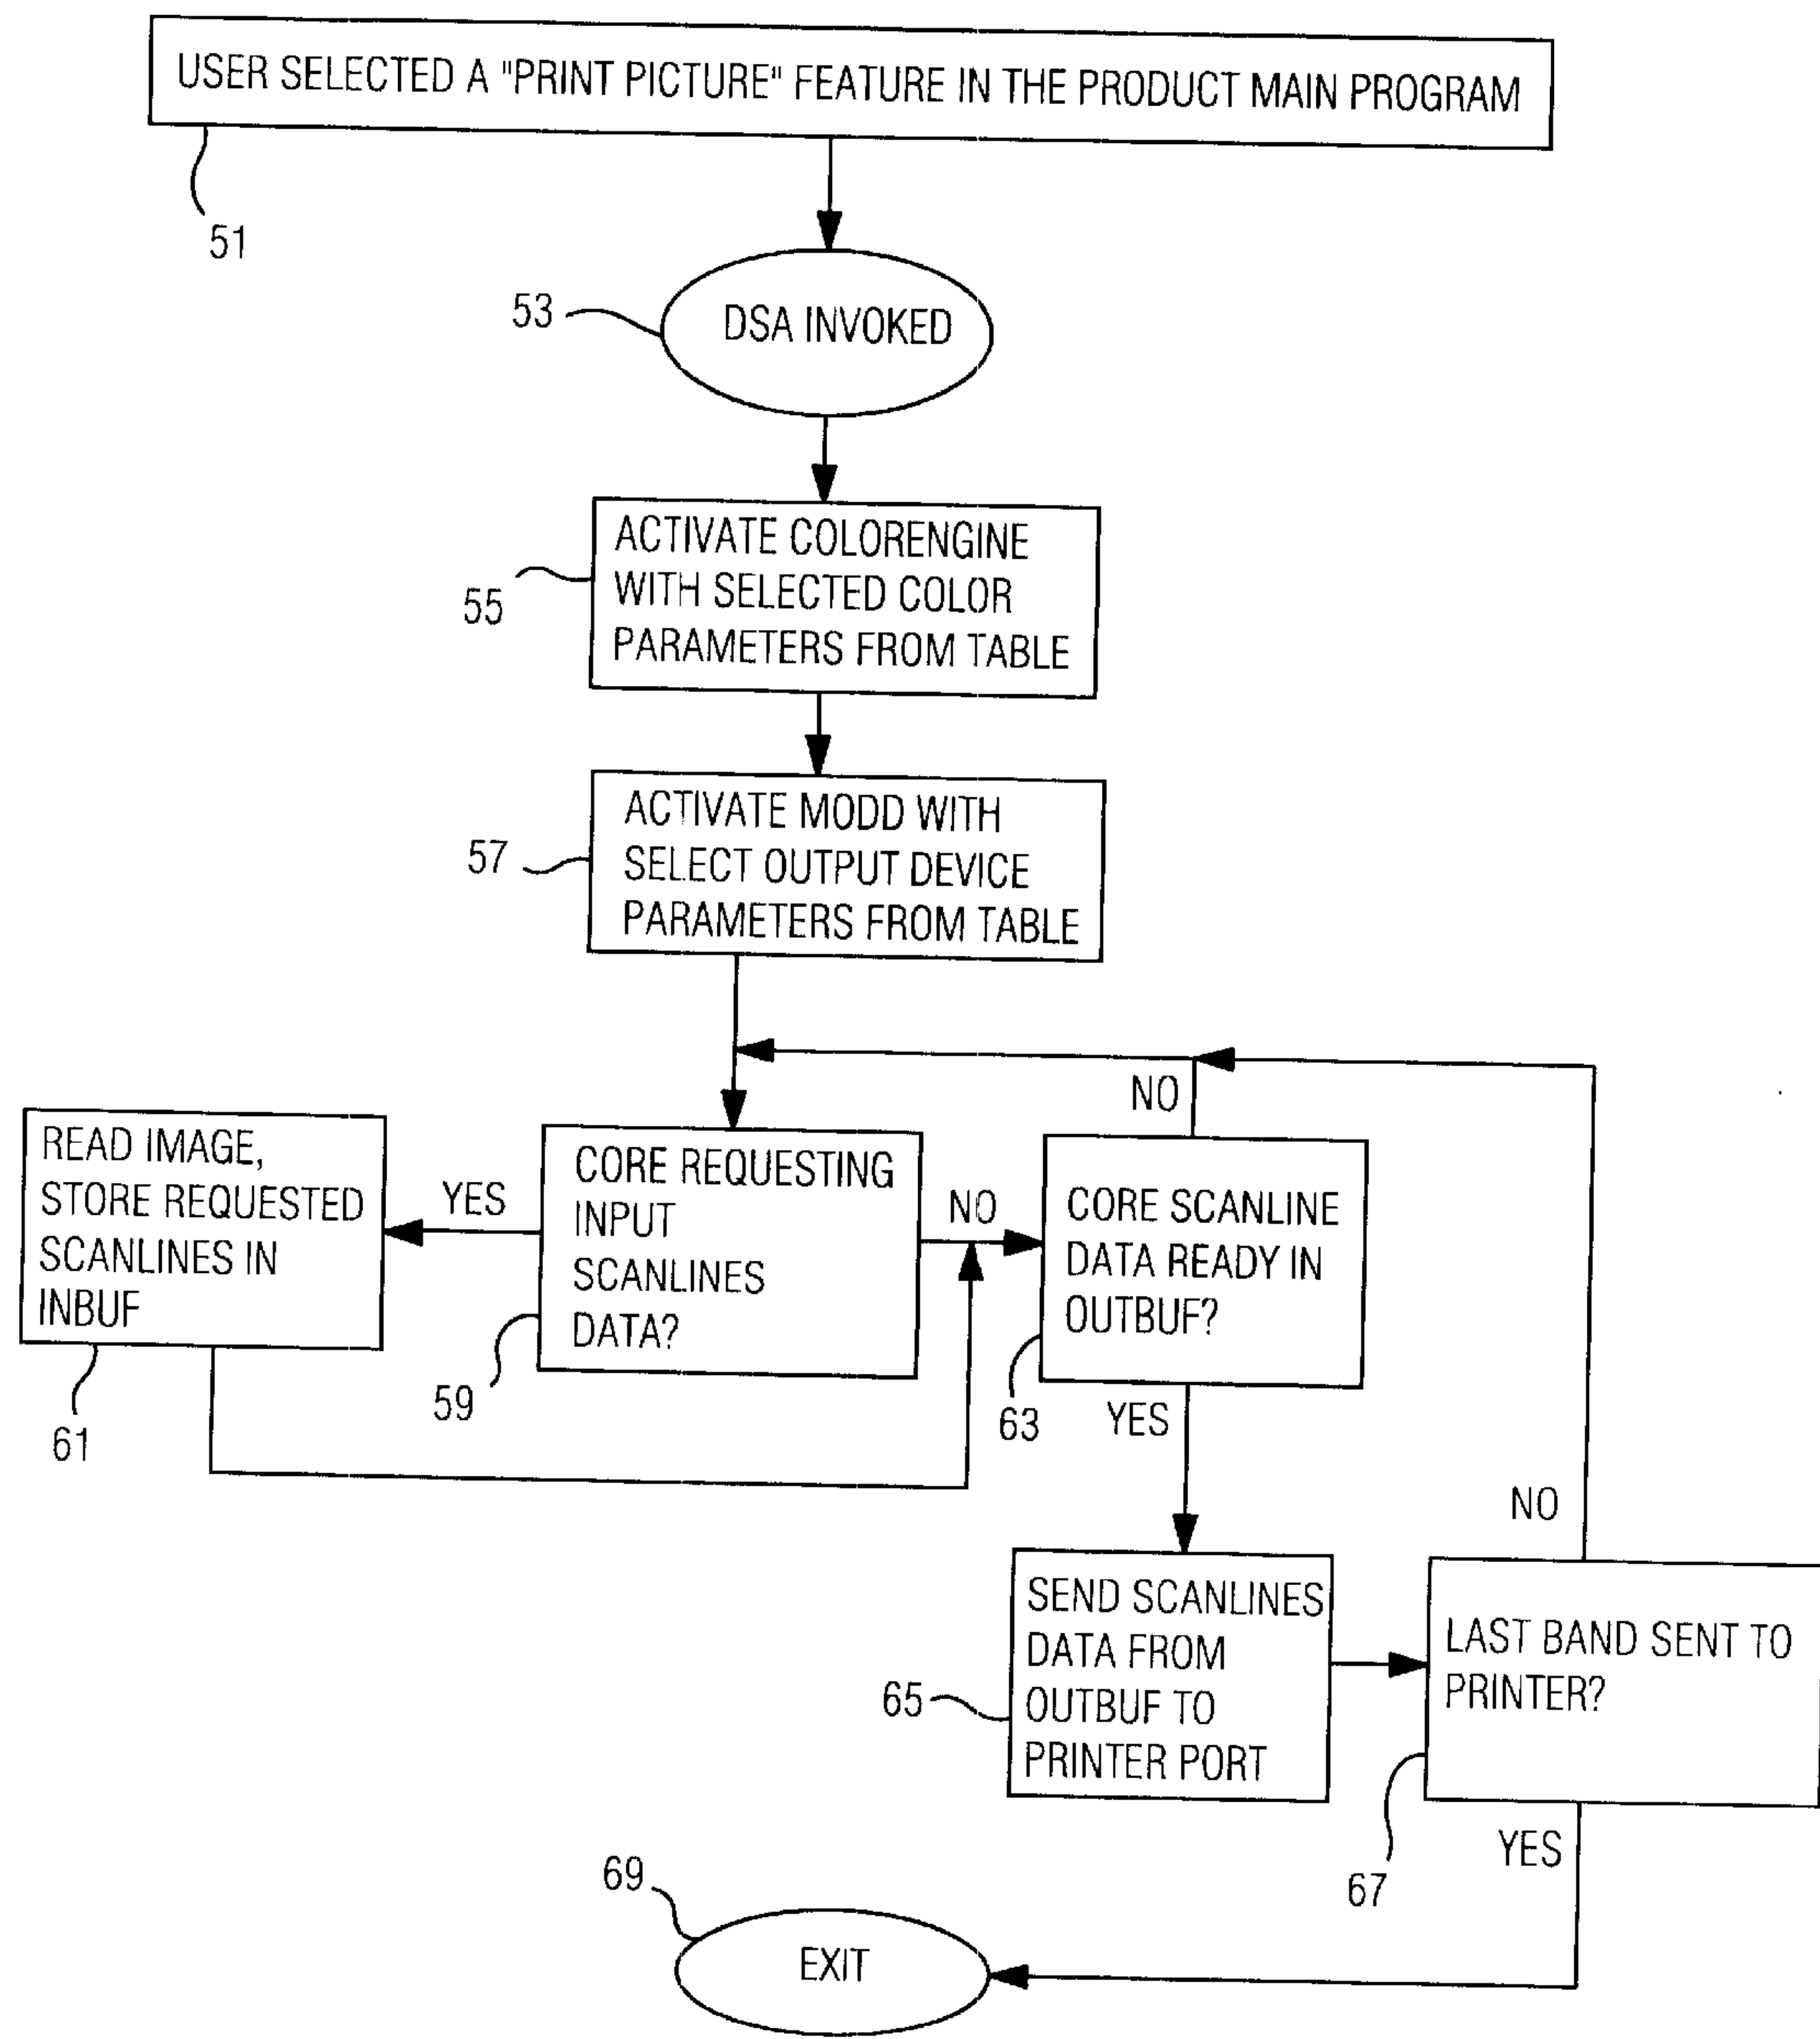 USER SELECTED A "PRINT PICTURE" FEATURE IN THE PRODUCT MAIN PROGRAM
51
53
DSA INVOKED
ACTIVATE COLORENGINE
WITH SELECTED COLOR
PARAMETERS FROM TABLE
55
ACTIVATE MODD WITH
SELECT OUTPUT DEVICE
PARAMETERS FROM TABLE
57
READ IMAGE,
STORE REQUESTED
SCANLINES IN
INBUF
61
YES
CORE REQUESTING
INPUT
SCANLINES
DATA?
59
NO
NO
CORE SCANLINE
DATA READY IN
OUTBUF?
63
YES
SEND SCANLINES
DATA FROM
OUTBUF TO
PRINTER PORT
65
NO
LAST BAND SENT TO
PRINTER?
67
YES
69
EXIT